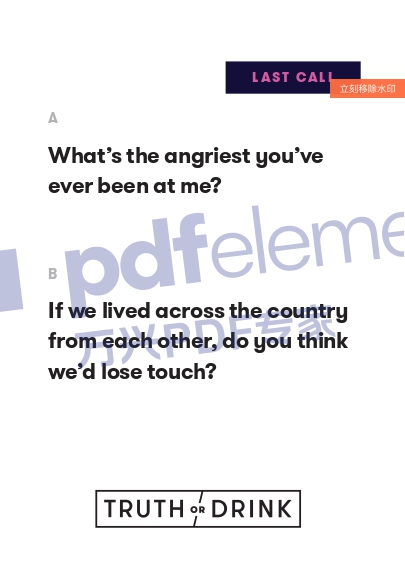 LAST CALL
立刻移除水印
A
What's the angriest you've
ever been at me?
pdfeleme
B
If we lived across the country
from each other, do you think
we'd lose touch?
万兴PDF专家
TRUTH OR DRINK